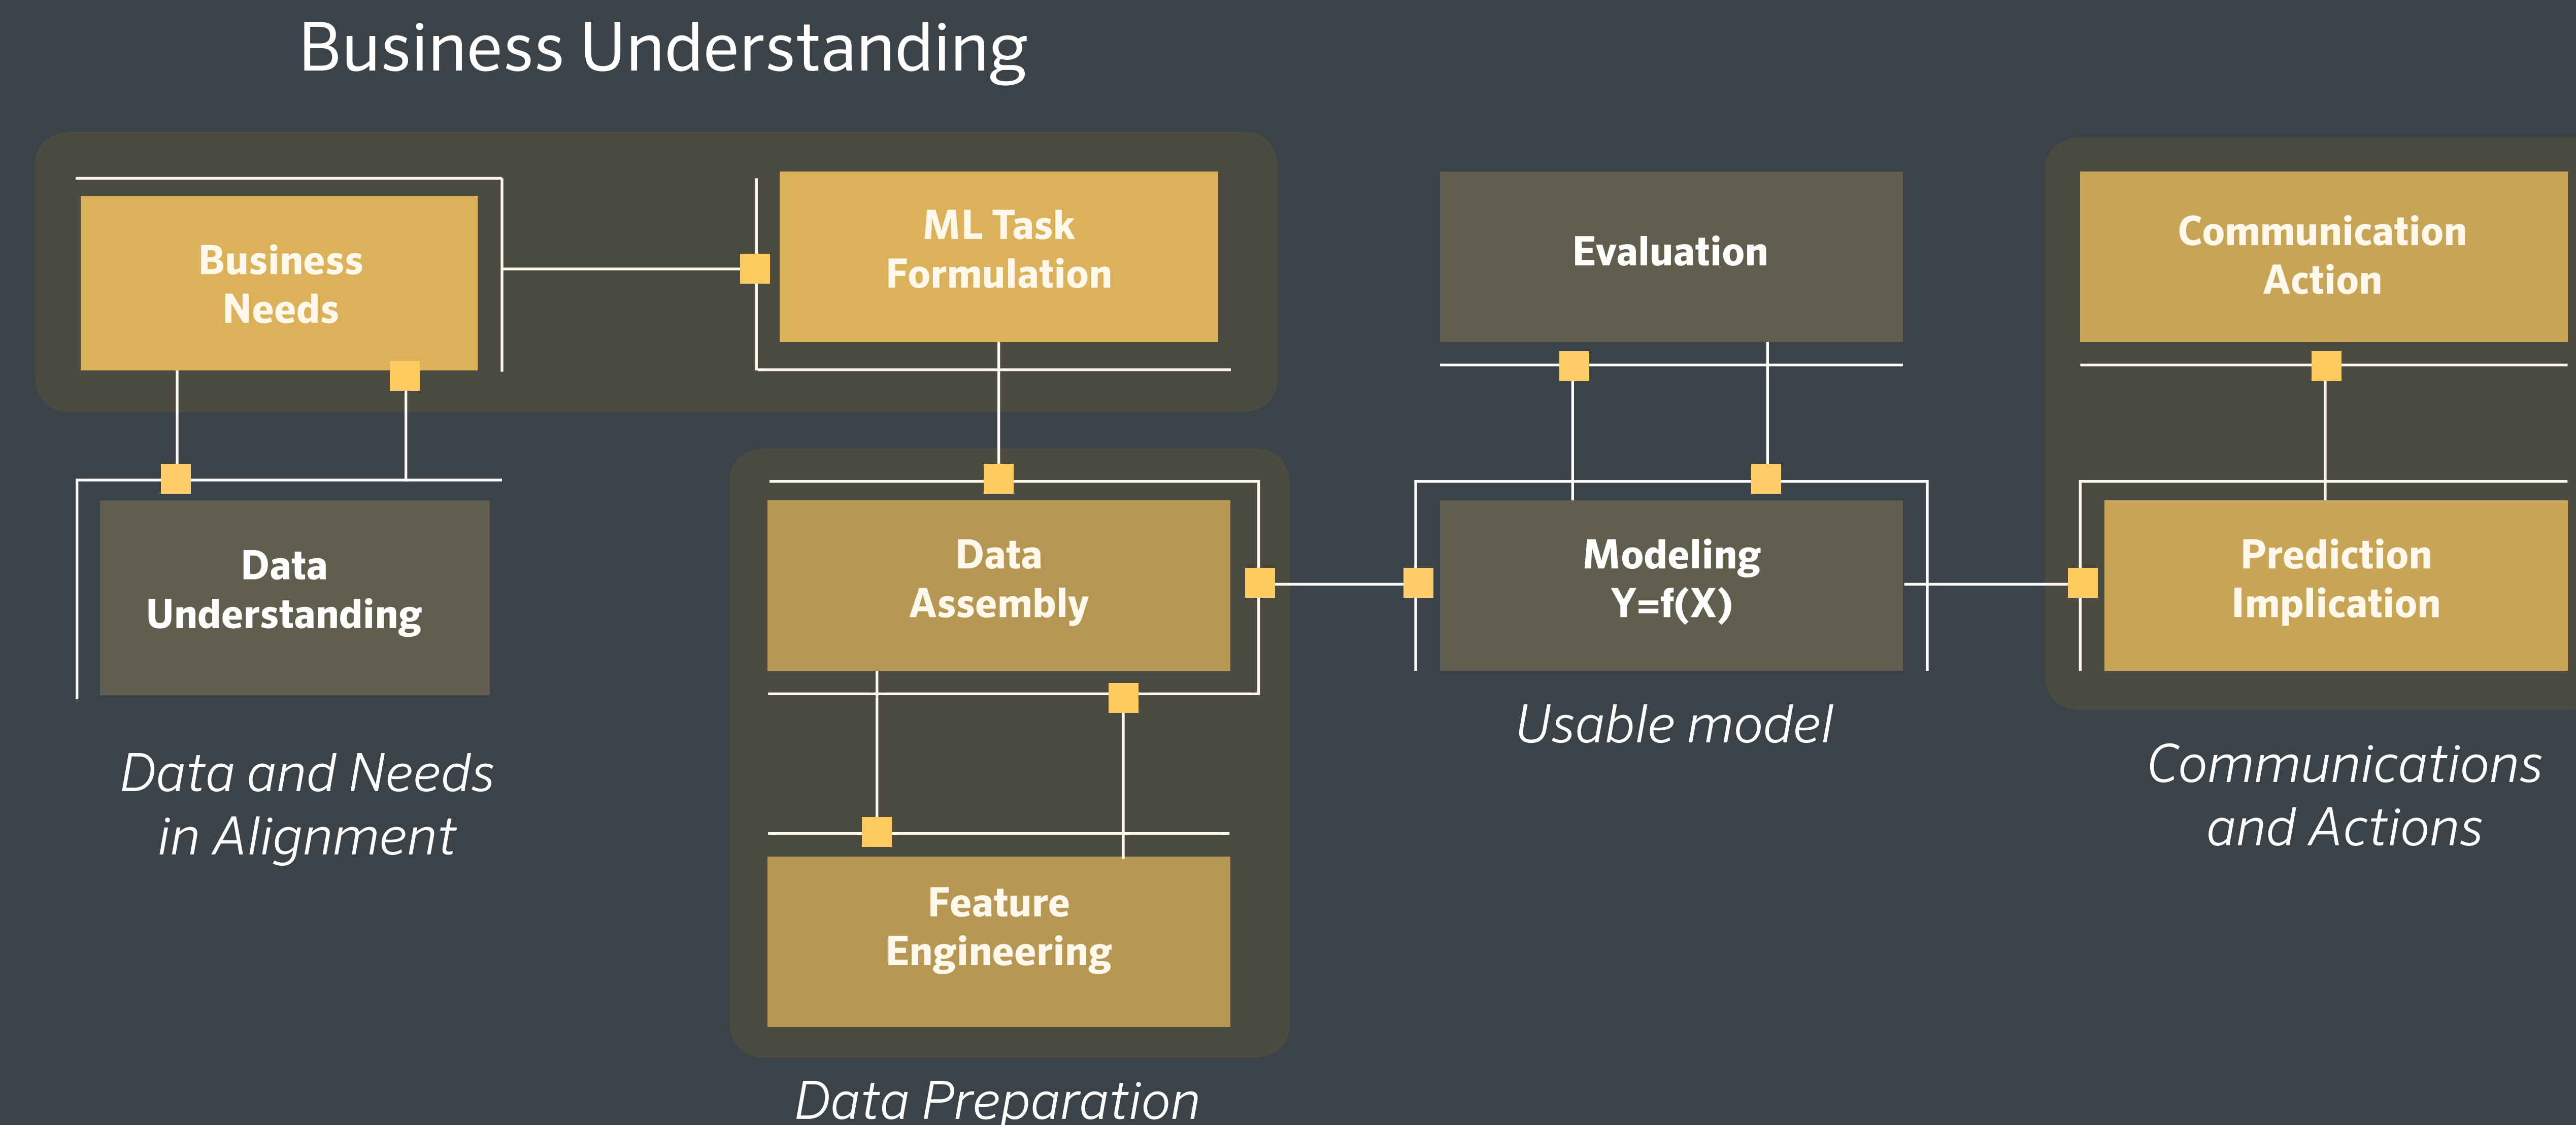 Business Understanding
Business
Needs
ML Task
Formulation
Evaluation
Communication
Action
Data
Understanding
Data
Assembly
Modeling
Y=f(X)
Prediction
Implication
Data and Needs
in Alignment
Usable model
Communications
and Actions
Feature
Engineering
Data Preparation